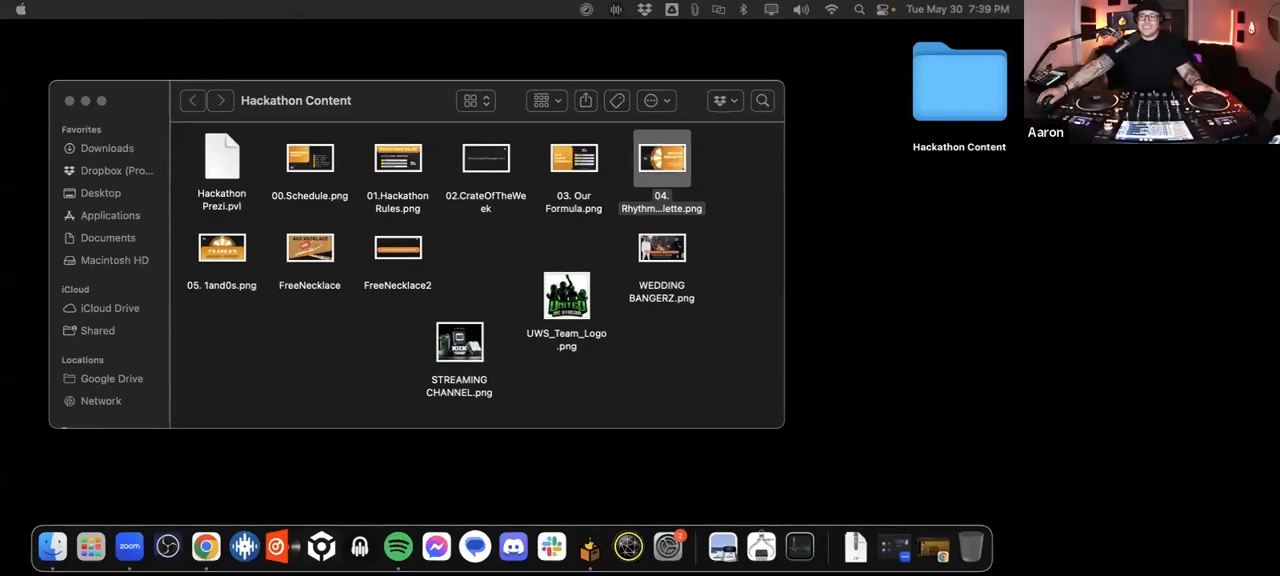 Tue May 30 7:39 PM
Hackathon Content
Favorites
Downloads
Dropbox (Pro...
Desktop
Applications
Documents
Macintosh HD
iCloud
iCloud Drive
Shared
Locations
Google Drive
Network
Hackathon
Prezi.pvl
00.Schedule.png
01.Hackathon
Rules.png
02.CrateOfTheWe
ek
03. Our
Formula.png
04.
Rhythm...lette.png
05. 1and0s.png
FreeNecklace
FreeNecklace2
WEDDING
BANGERZ.png
UNITED
UWS_Team_Logo
.png
STREAMING
CHANNEL.png
Hackathon Content
Aaron
zoom
2